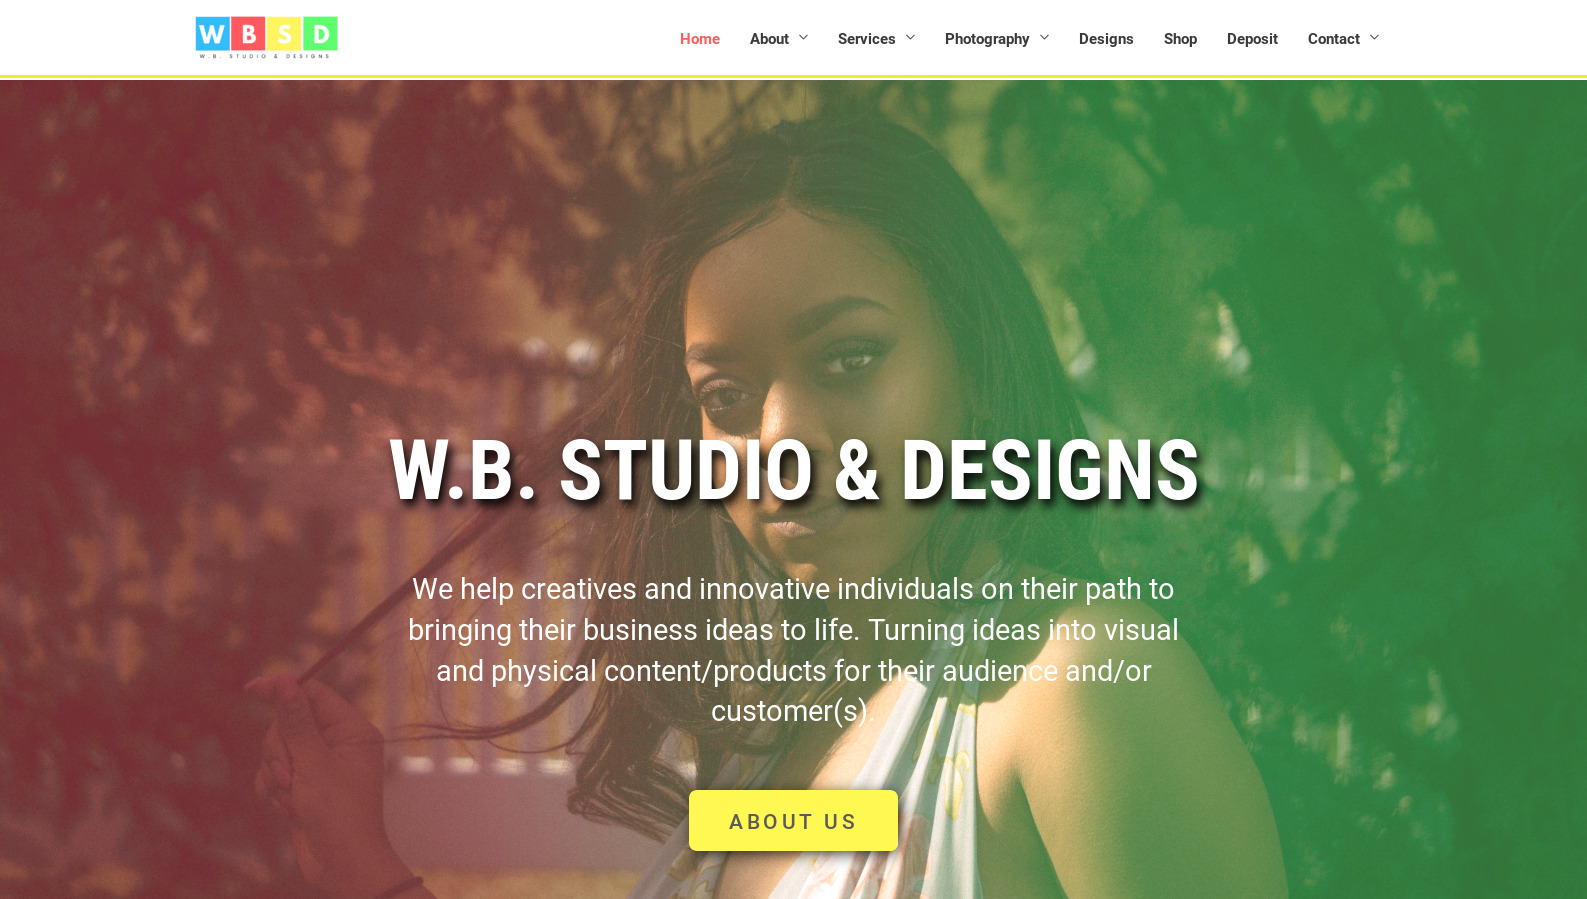 W B S D
W.B. STUDIO & DESIGNS
Home About Services Photography Designs Shop Deposit Contact
W.B. STUDIO & DESIGNS
We help creatives and innovative individuals on their path to
bringing their business ideas to life. Turning ideas into visual
and physical content/products for their audience and/or
customer(s).
ABOUT US